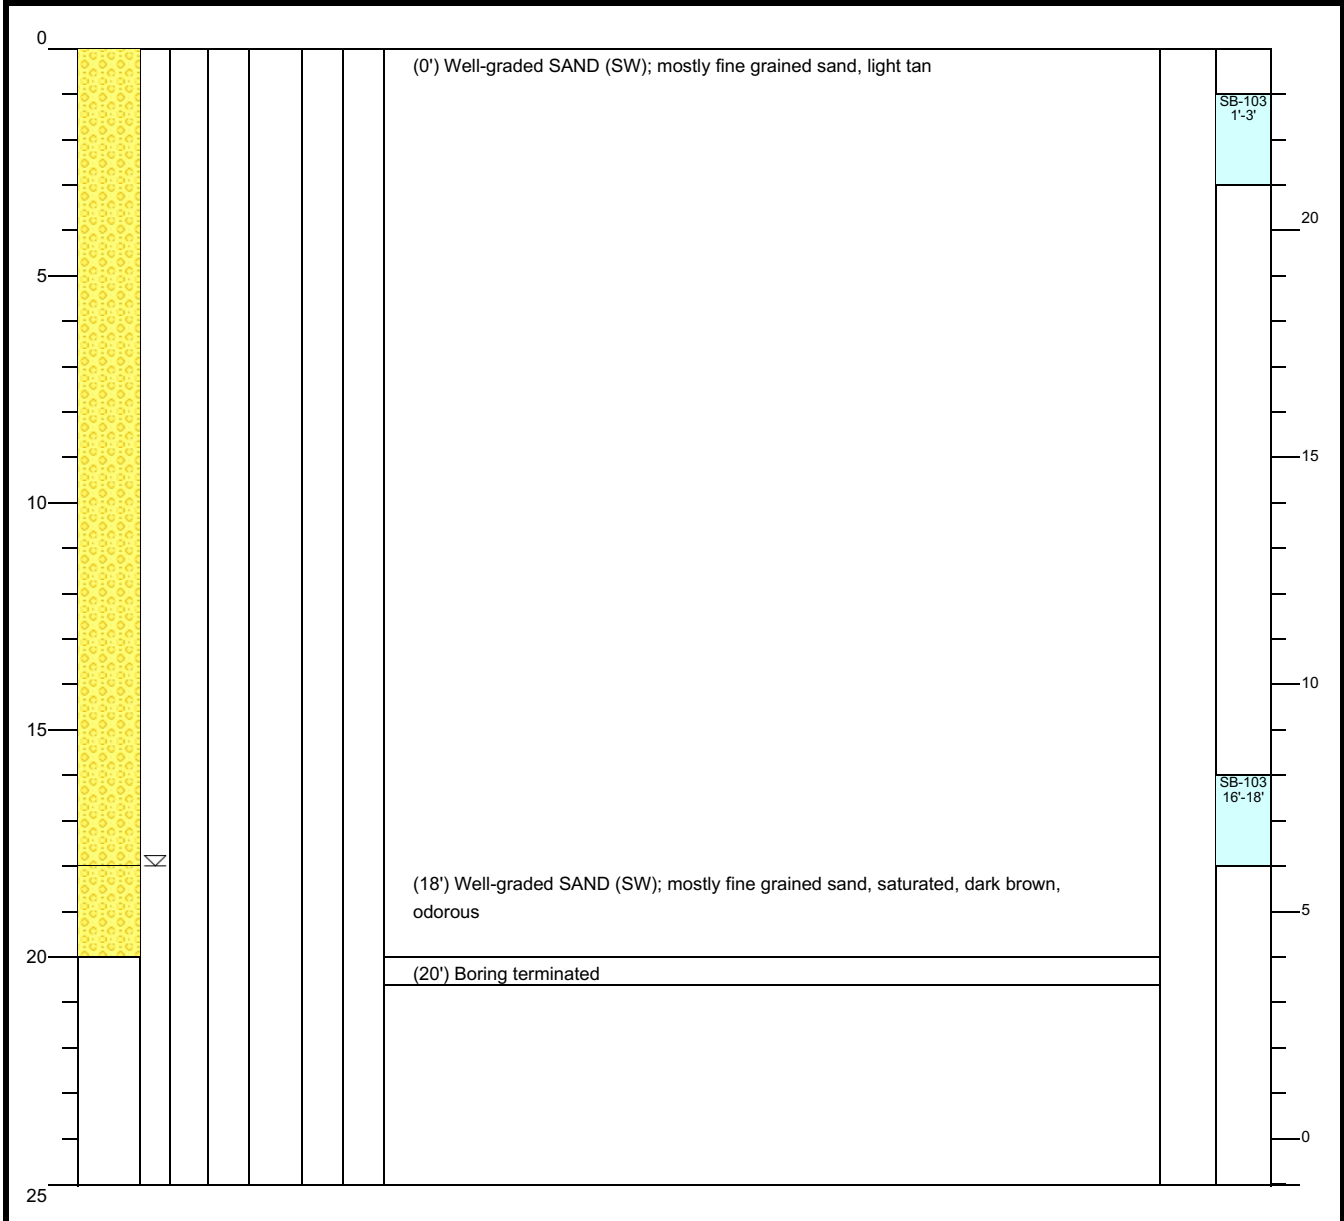 0
(0') Well-graded SAND (SW); mostly fine grained sand, light tan
SB-103
1'-3'
20
5
15
10
10
15
SB-103
16'-18'
(18') Well-graded SAND (SW); mostly fine grained sand, saturated, dark brown,
odorous
5
20
(20') Boring terminated
0
25